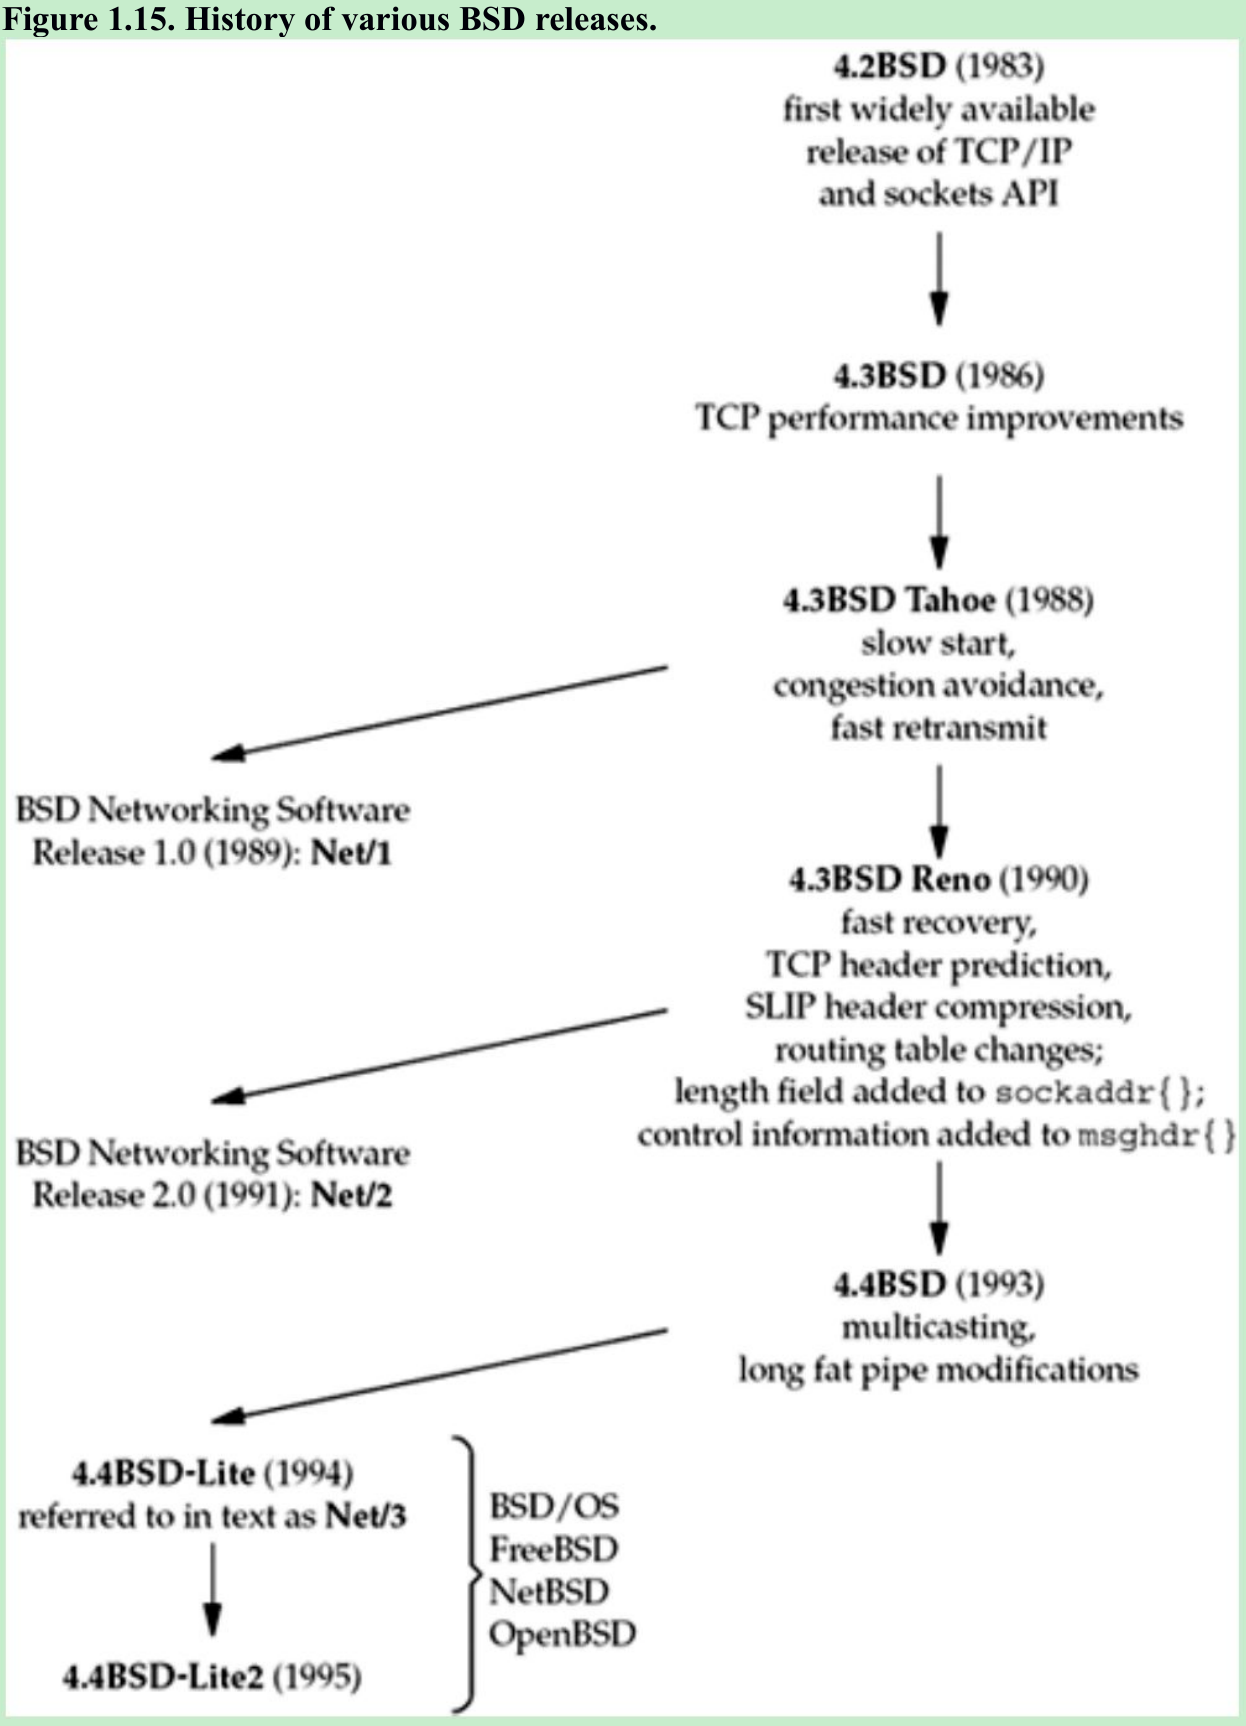 Figure 1.15. History of various BSD releases.
4.2BSD (1983)
first widely available
release of TCP/IP
and sockets API
4.3BSD (1986)
TCP performance improvements
4.3BSD Tahoe (1988)
slow start,
congestion avoidance,
fast retransmit
BSD Networking Software
Release 1.0 (1989): Net/1
4.3BSD Reno (1990)
fast recovery,
TCP header prediction,
SLIP header compression,
routing table changes;
length field added to sockaddr{};
control information added to msghdr{}
BSD Networking Software
Release 2.0 (1991): Net/2
4.4BSD (1993)
multicasting,
long fat pipe modifications
4.4BSD-Lite (1994)
referred to in text as Net/3
4.4BSD-Lite2 (1995)
BSD/OS
FreeBSD
NetBSD
OpenBSD